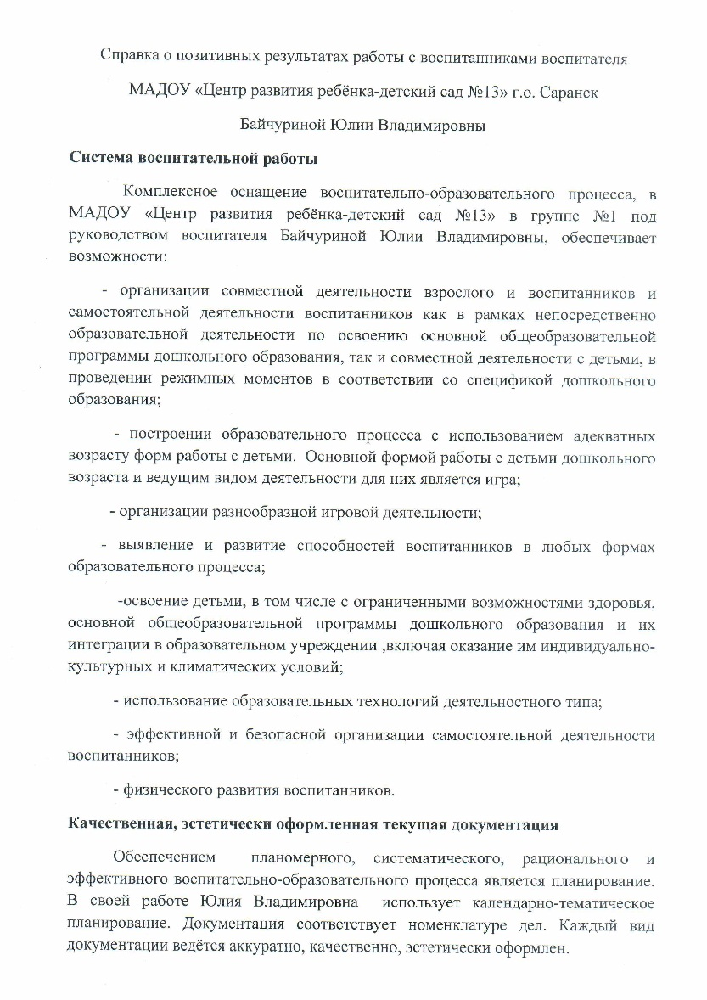 Справка о позитивных результатах работы с воспитанниками воспитателя
МАДОУ «Центр развития ребёнка-детский сад №13» г.о. Саранск
Байчуриной Юлии Владимировны
Система воспитательной работы
Комплексное оснащение воспитательно-образовательного процесса, в
МАДОУ «Центр развития ребёнка-детский сад №13» в группе №1 под
руководством воспитателя Байчуриной Юлии Владимировны, обеспечивает
возможности:
- организации совместной деятельности взрослого и воспитанников и
самостоятельной деятельности воспитанников как в рамках непосредственно
образовательной деятельности по освоению основной общеобразовательной
программы дошкольного образования, так и совместной деятельности с детьми, в
проведении режимных моментов в соответствии со спецификой дошкольного
образования;
- построении образовательного процесса с использованием адекватных
возрасту форм работы с детьми. Основной формой работы с детьми дошкольного
возраста и ведущим видом деятельности для них является игра;
- организации разнообразной игровой деятельности;
- выявление и развитие способностей воспитанников в любых формах
образовательного процесса;
-освоение детьми, в том числе с ограниченными возможностями здоровья,
основной общеобразовательной программы дошкольного образования и их
интеграции в образовательном учреждении ,включая оказание им индивидуально-
культурных и климатических условий;
- использование образовательных технологий деятельностного типа;
- эффективной и безопасной организации самостоятельной деятельности
воспитанников;
- физического развития воспитанников.
Качественная, эстетически оформленная текущая документация
Обеспечением планомерного, систематического, рационального и
эффективного воспитательно-образовательного процесса является планирование.
В своей работе Юлия Владимировна использует календарно-тематическое
планирование. Документация соответствует номенклатуре дел. Каждый вид
документации ведётся аккуратно, качественно, эстетически оформлен.